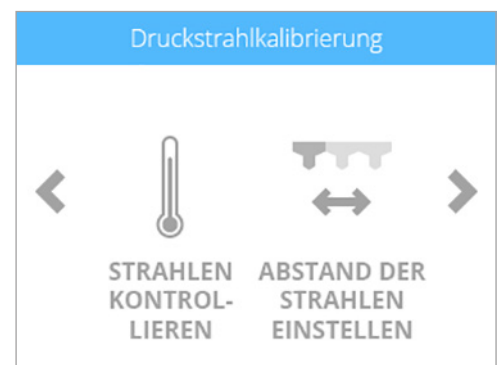 Druckstrahlkalibrierung
STRAHLEN
KONTROL-
LIEREN
ABSTAND DER
STRAHLEN
EINSTELLEN